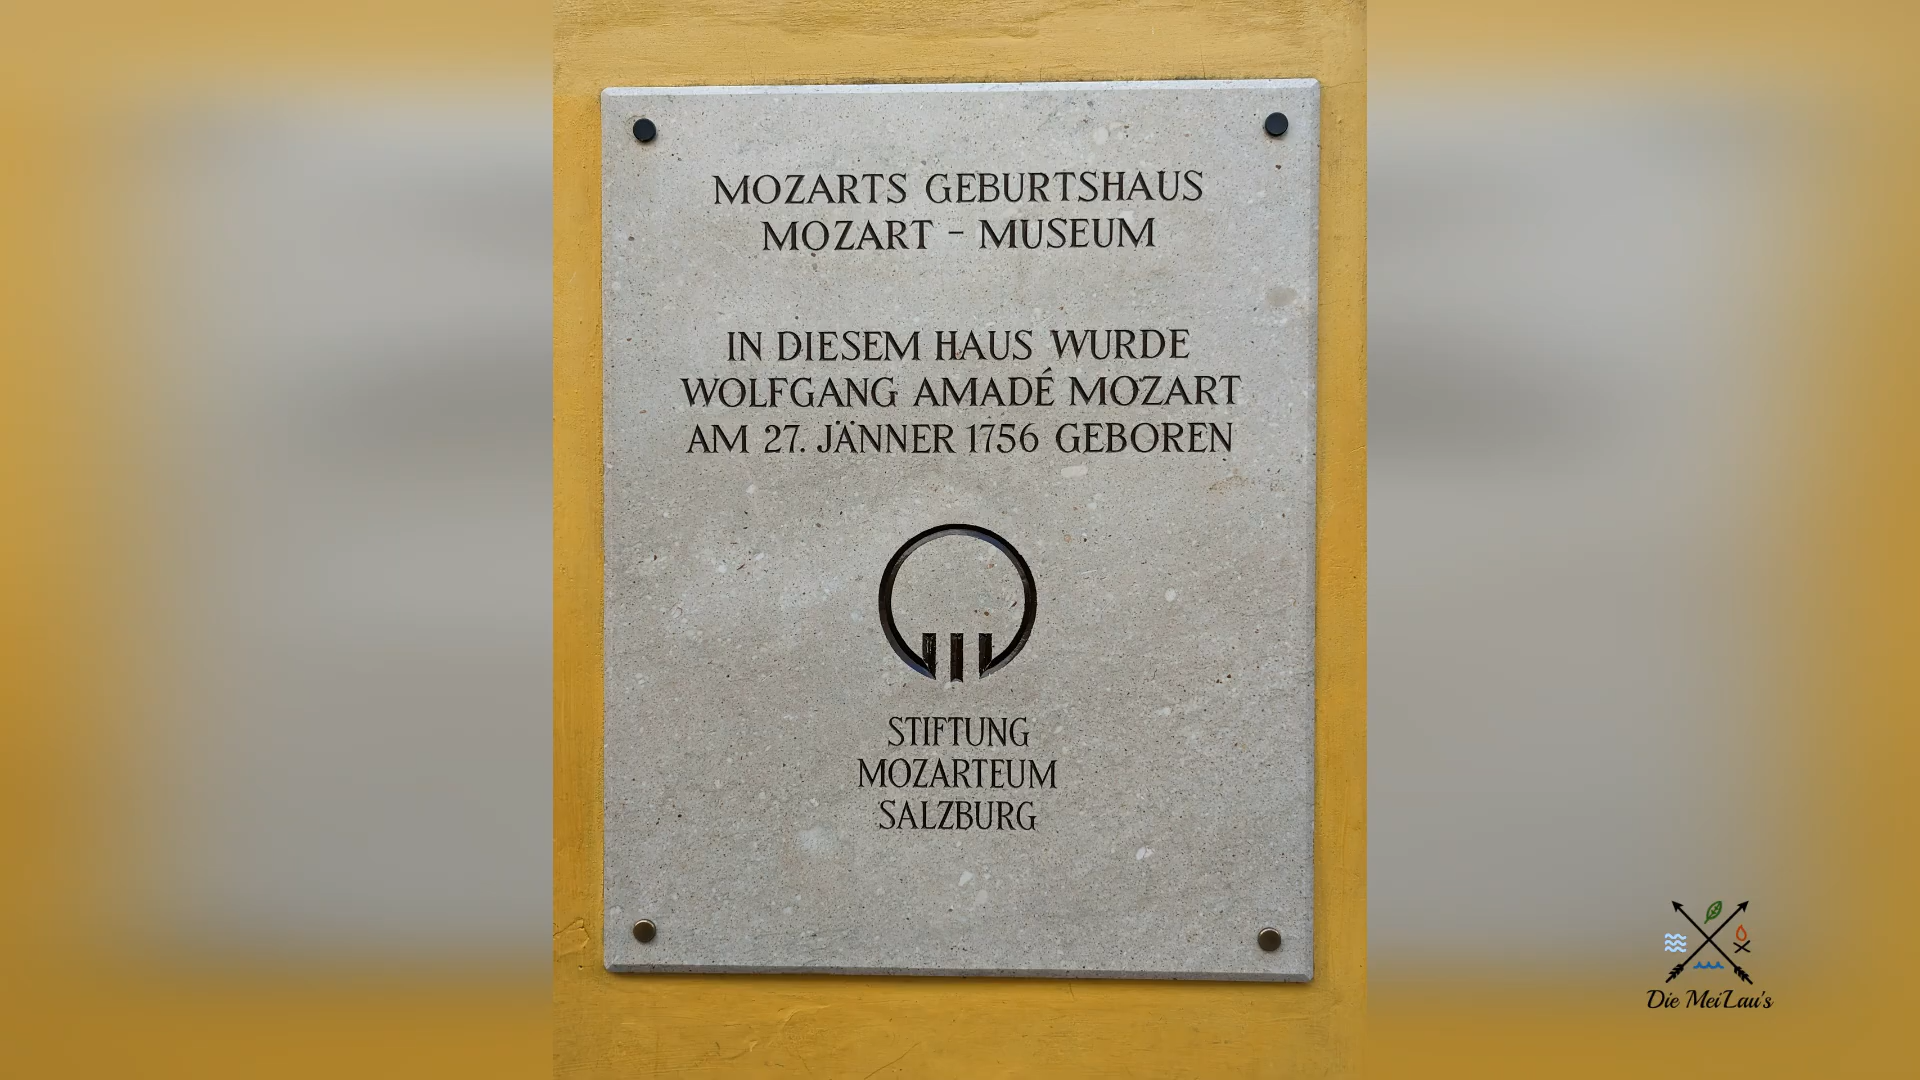 MOZARTS GEBURTSHAUS
MOZART - MUSEUM
IN DIESEM HAUS WURDE
WOLFGANG AMADÉ MOZART
AM 27. JÄNNER 1756 GEBOREN
STIFTUNG
MOZARTEUM
SALZBURG
Die MeiLau's